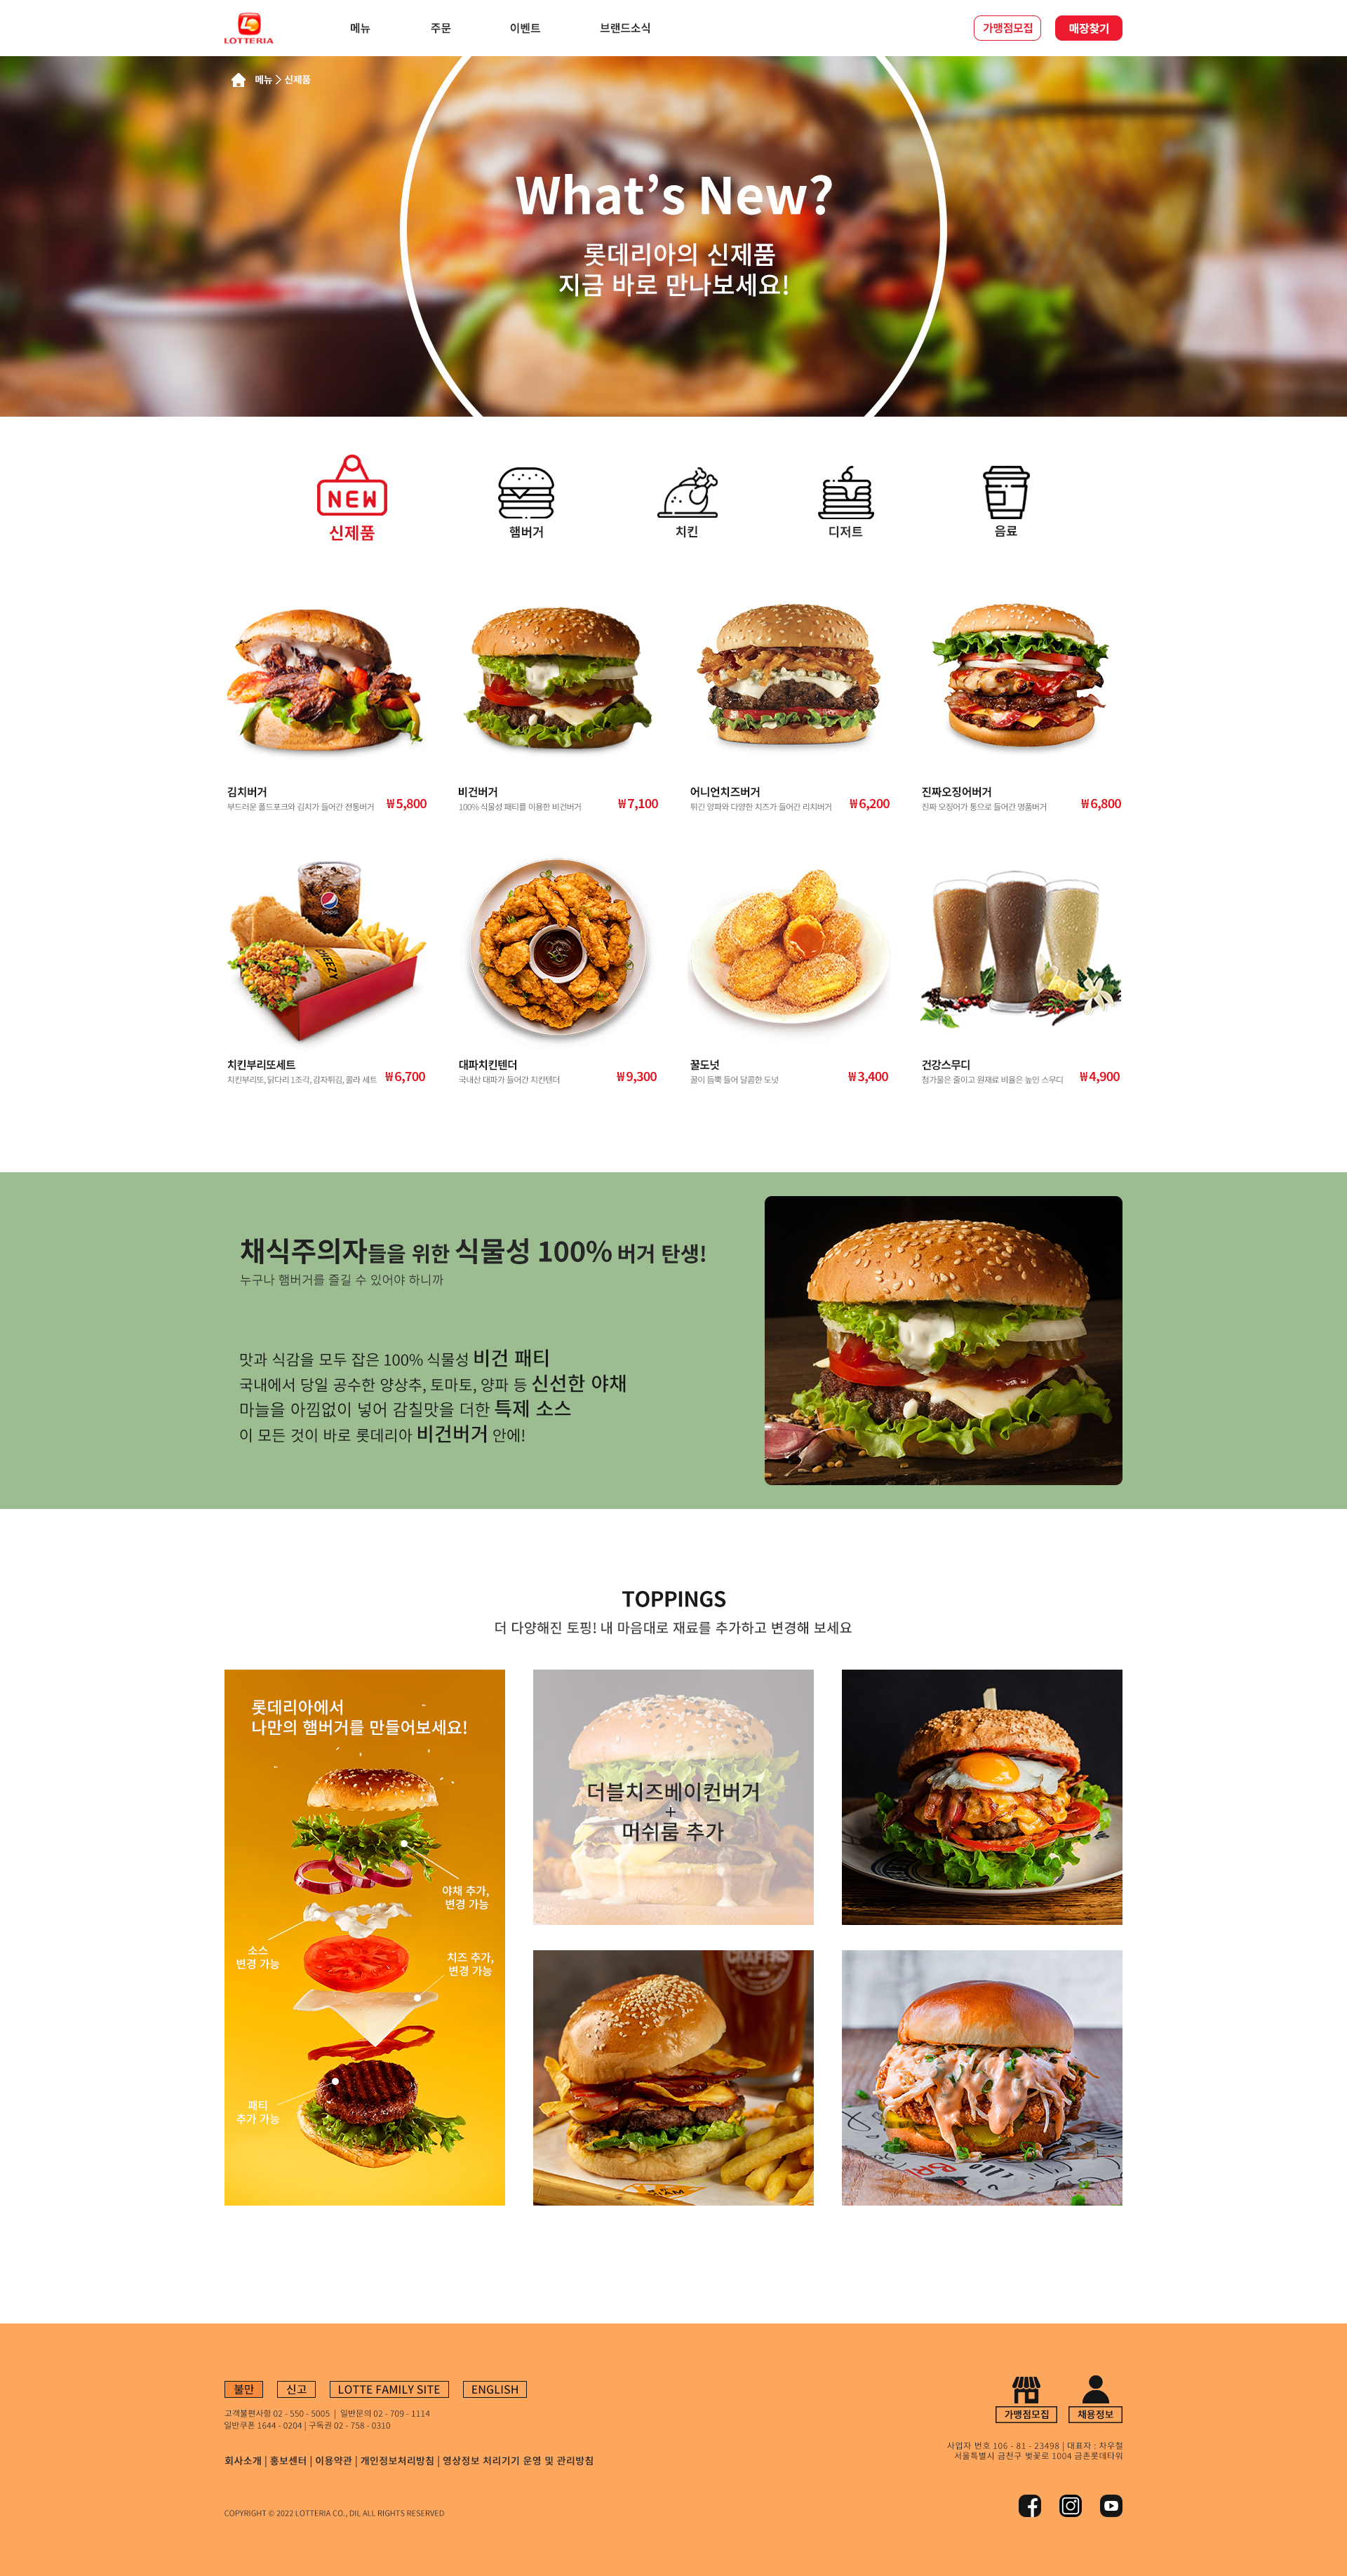 LOTTERIA
메뉴
주문
이벤트
브랜드소식
가맹점모집
매장찾기
메뉴 > 신제품
What's New?
롯데리아의 신제품
지금 바로 만나보세요!
NEW
신제품
햄버거
치킨
디저트
음료
김치버거
부드러운 폴드포크와 김치가 들어간 전통버거
₩5,800
비건버거
100% 식물성 패티를 이용한 비건버거
₩7,100
어니언치즈버거
튀긴 양파와 다양한 치즈가 들어간 리치버거
₩6,200
진짜오징어버거
진짜 오징어가 통으로 들어간 명품버거
₩6,800
pepsi
CHEEZY
치킨부리또세트
치킨부리또, 닭다리 1조각, 감자튀김, 콜라 세트
₩6,700
대파치킨텐더
국내산 대파가 들어간 치칸텐더
₩9,300
꿀도넛
꿀이 듬뿍 들어 달콤한 도넛
₩3,400
건강스무디
첨가물은 줄이고 원재료 비율은 높인 스무디
₩4,900
채식주의자들을 위한 식물성 100% 버거 탄생!
누구나 햄버거를 즐길 수 있어야 하니까
맛과 식감을 모두 잡은 100% 식물성 비건 패티
국내에서 당일 공수한 양상추, 토마토, 양파 등 신선한 야채
마늘을 아낌없이 넣어 감칠맛을 더한 특제 소스
이 모든 것이 바로 롯데리아 비건버거 안에!
TOPPINGS
더 다양해진 토핑! 내 마음대로 재료를 추가하고 변경해 보세요
롯데리아에서
나만의 햄버거를 만들어보세요!
야채 추가,
변경 가능
소스
변경 가능
치즈 추가,
변경 가능
패티
추가 가능
더블치즈베이컨버거
+
머쉬룸 추가
CRAFTERS
불만
신고
LOTTE FAMILY SITE
ENGLISH
고객불편사항 02 - 550 - 5005 | 일반문의 02 - 709 - 1114
일반쿠폰 1644 - 0204 | 구독권 02 - 758 - 0310
회사소개 | 홍보센터 | 이용약관 | 개인정보처리방침 | 영상정보 처리기기 운영 및 관리방침
COPYRIGHT © 2022 LOTTERIA CO., DIL ALL RIGHTS RESERVED
가맹점모집
채용정보
사업자 번호 106 - 81 - 23498 | 대표자 : 차우철
서울특별시 금천구 벚꽃로 1004 금촌롯데타워